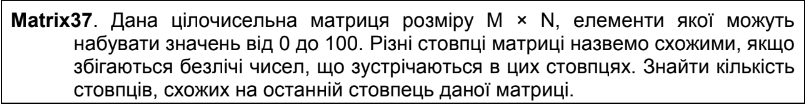 Matrix37. Дана цілочисельна матриця розміру M × N, елементи якої можуть
набувати значень від 0 до 100. Різні стовпці матриці назвемо схожими, якщо
збігаються безлічі чисел, що зустрічаються в цих стовпцях. Знайти кількість
стовпців, схожих на останній стовпець даної матриці.